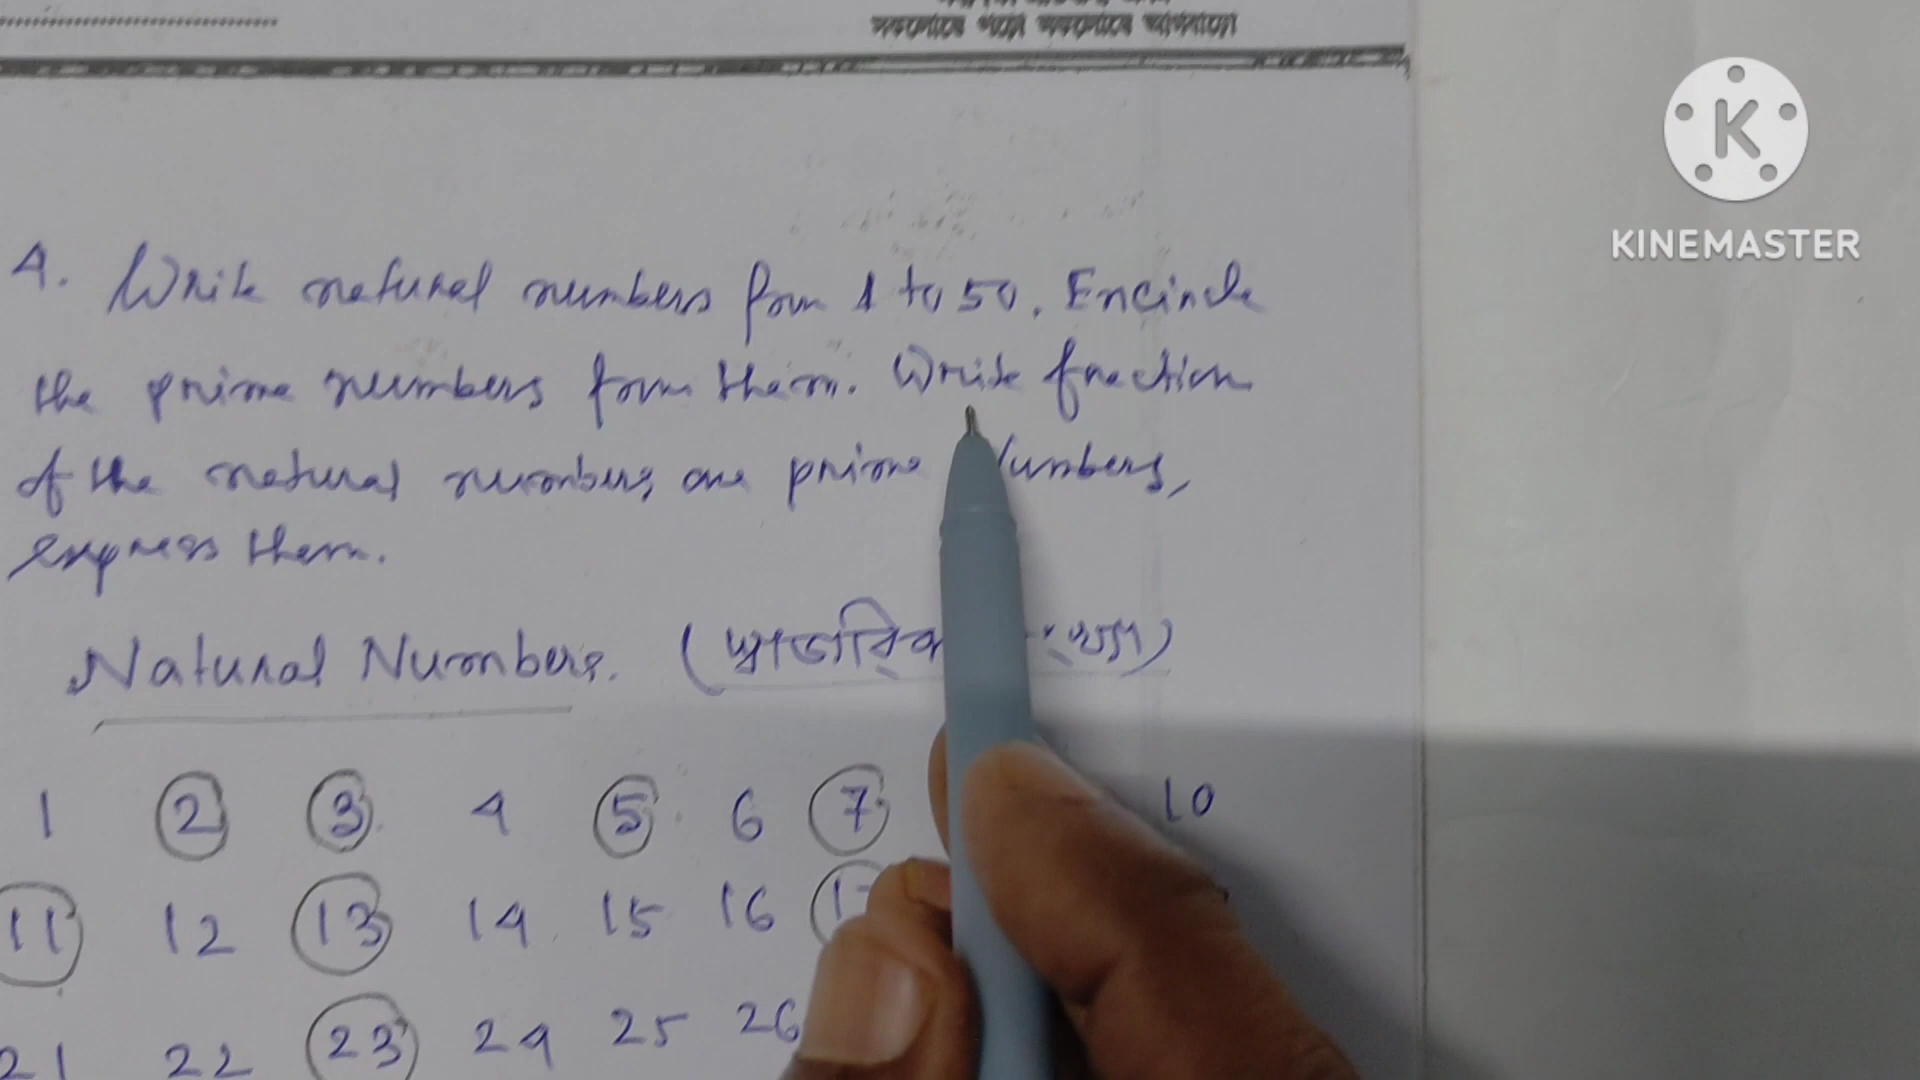 KINEMASTER
4. Write natural numbers from 1 to 50. Encircle
the prime numbers from them. Write fraction
of the natural numbers are prime Numbers,
express them.
Natural Numbers. (স্বাভাবিক
1 2 3 4 5 6 7 10
11 12 13 14 15 16
21 22 23 24 25 26